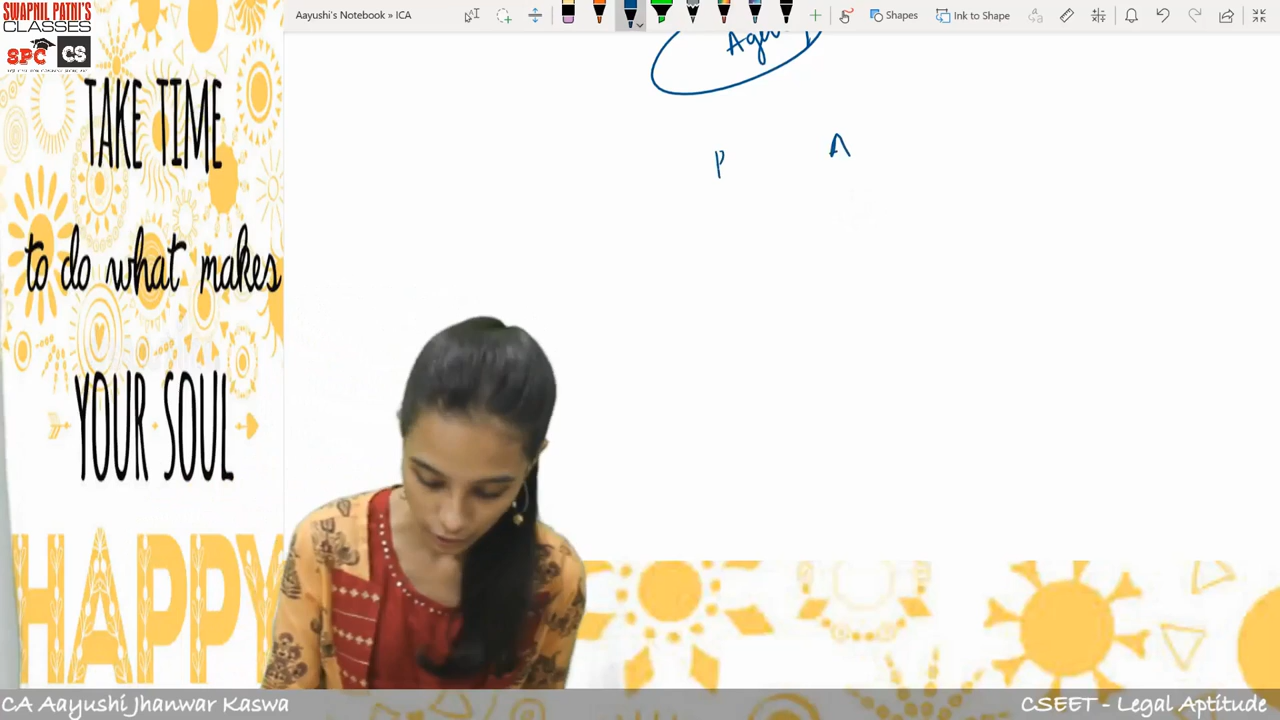 SWAPNIL PATNI'S
CLASSES
SPC CS
Aayushi's Notebook » ICA
Shapes
Ink to Shape
P A
TAKE TIME
to do what makes
YOUR SOUL
HAPPY
CA Aayushi Jhanwar Kaswa
CSEET - Legal Aptitude